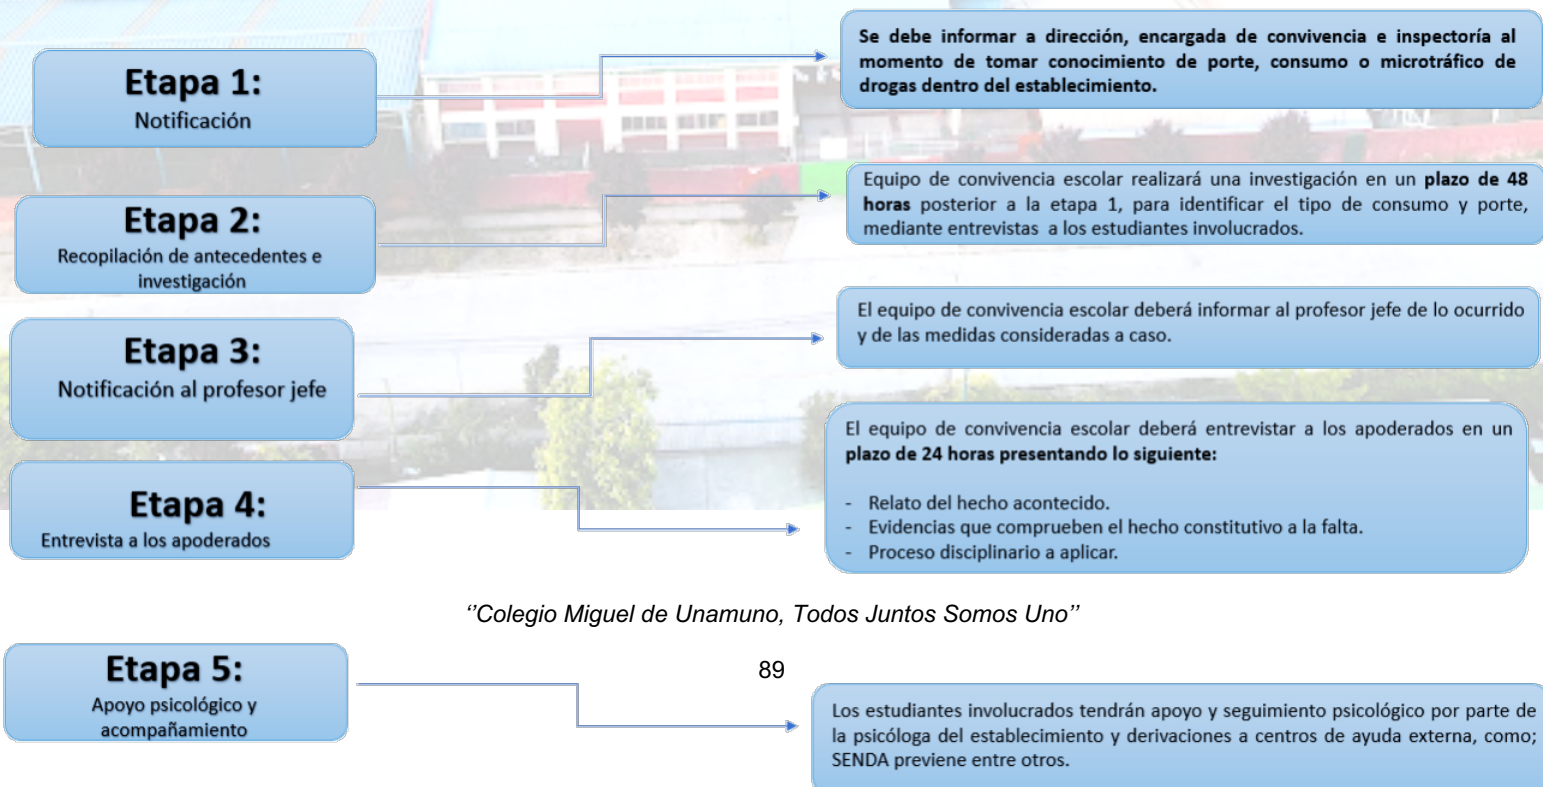 Etapa 1:
Notificación
Se debe informar a dirección, encargada de convivencia e inspectoría al
momento de tomar conocimiento de porte, consumo o microtráfico de
drogas dentro del establecimiento.
Etapa 2:
Recopilación de antecedentes e
investigación
Equipo de convivencia escolar realizará una investigación en un plazo de 48
horas posterior a la etapa 1, para identificar el tipo de consumo y porte,
mediante entrevistas a los estudiantes involucrados.
Etapa 3:
Notificación al profesor jefe
El equipo de convivencia escolar deberá informar al profesor jefe de lo ocurrido
y de las medidas consideradas a caso.
Etapa 4:
Entrevista a los apoderados
El equipo de convivencia escolar deberá entrevistar a los apoderados en un
plazo de 24 horas presentando lo siguiente:
- Relato del hecho acontecido.
- Evidencias que comprueben el hecho constitutivo a la falta.
- Proceso disciplinario a aplicar.
‘’Colegio Miguel de Unamuno, Todos Juntos Somos Uno’’
89
Etapa 5:
Apoyo psicológico y
acompañamiento
Los estudiantes involucrados tendrán apoyo y seguimiento psicológico por parte de
la psicóloga del establecimiento y derivaciones a centros de ayuda externa, como;
SENDA previene entre otros.